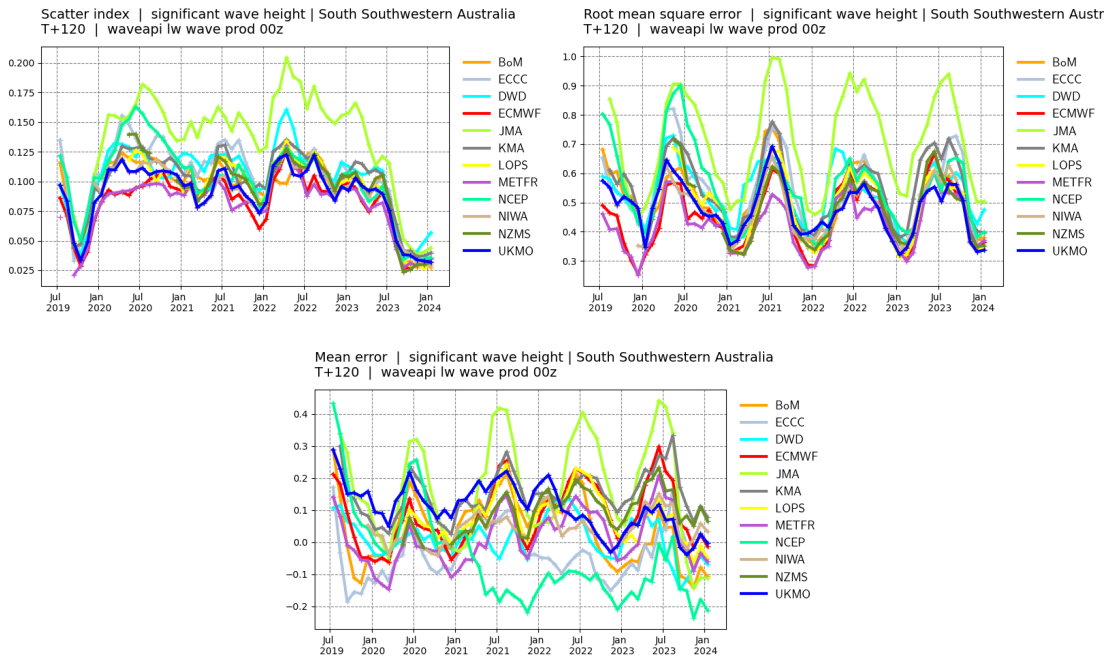 Scatter index | significant wave height | South Southwestern Australia
T+120 | waveapi lw wave prod 00z
0.200
0.175
0.150
0.125
0.100
0.075
0.050
0.025
Jul 2019 Jan 2020 Jul 2020 Jan 2021 Jul 2021 Jan 2022 Jul 2022 Jan 2023 Jul 2023 Jan 2024
BoM
ECCC
DWD
ECMWF
JMA
KMA
LOPS
METFR
NCEP
NIWA
NZMS
UKMO
Root mean square error | significant wave height | South Southwestern Austr
T+120 | waveapi lw wave prod 00z
1.0
0.9
0.8
0.7
0.6
0.5
0.4
0.3
Jul 2019 Jan 2020 Jul 2020 Jan 2021 Jul 2021 Jan 2022 Jul 2022 Jan 2023 Jul 2023 Jan 2024
BoM
ECCC
DWD
ECMWF
JMA
KMA
LOPS
METFR
NCEP
NIWA
NZMS
UKMO
Mean error | significant wave height | South Southwestern Australia
T+120 | waveapi lw wave prod 00z
0.4
0.3
0.2
0.1
0.0
−0.1
−0.2
Jul 2019 Jan 2020 Jul 2020 Jan 2021 Jul 2021 Jan 2022 Jul 2022 Jan 2023 Jul 2023 Jan 2024
BoM
ECCC
DWD
ECMWF
JMA
KMA
LOPS
METFR
NCEP
NIWA
NZMS
UKMO